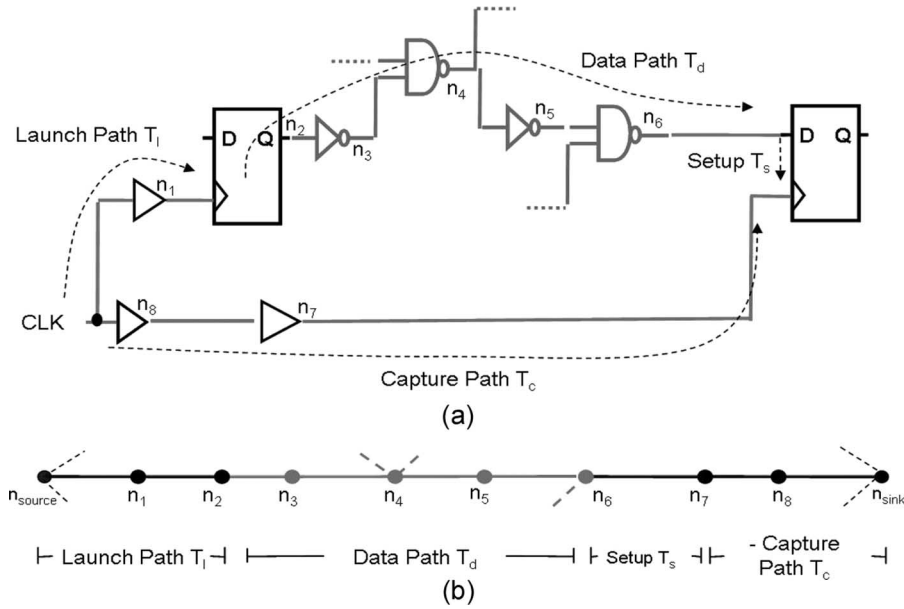 Data Path T_d
n_4
n_5
n_6
Launch Path T_l
D Q
n_2
n_3
D Q
Setup T_s
n_1
CLK
n_8
n_7
Capture Path T_c
(a)
n_source n_1 n_2 n_3 n_4 n_5 n_6 n_7 n_8 n_sink
Launch Path T_l
Data Path T_d
Setup T_s
- Capture
Path T_c
(b)